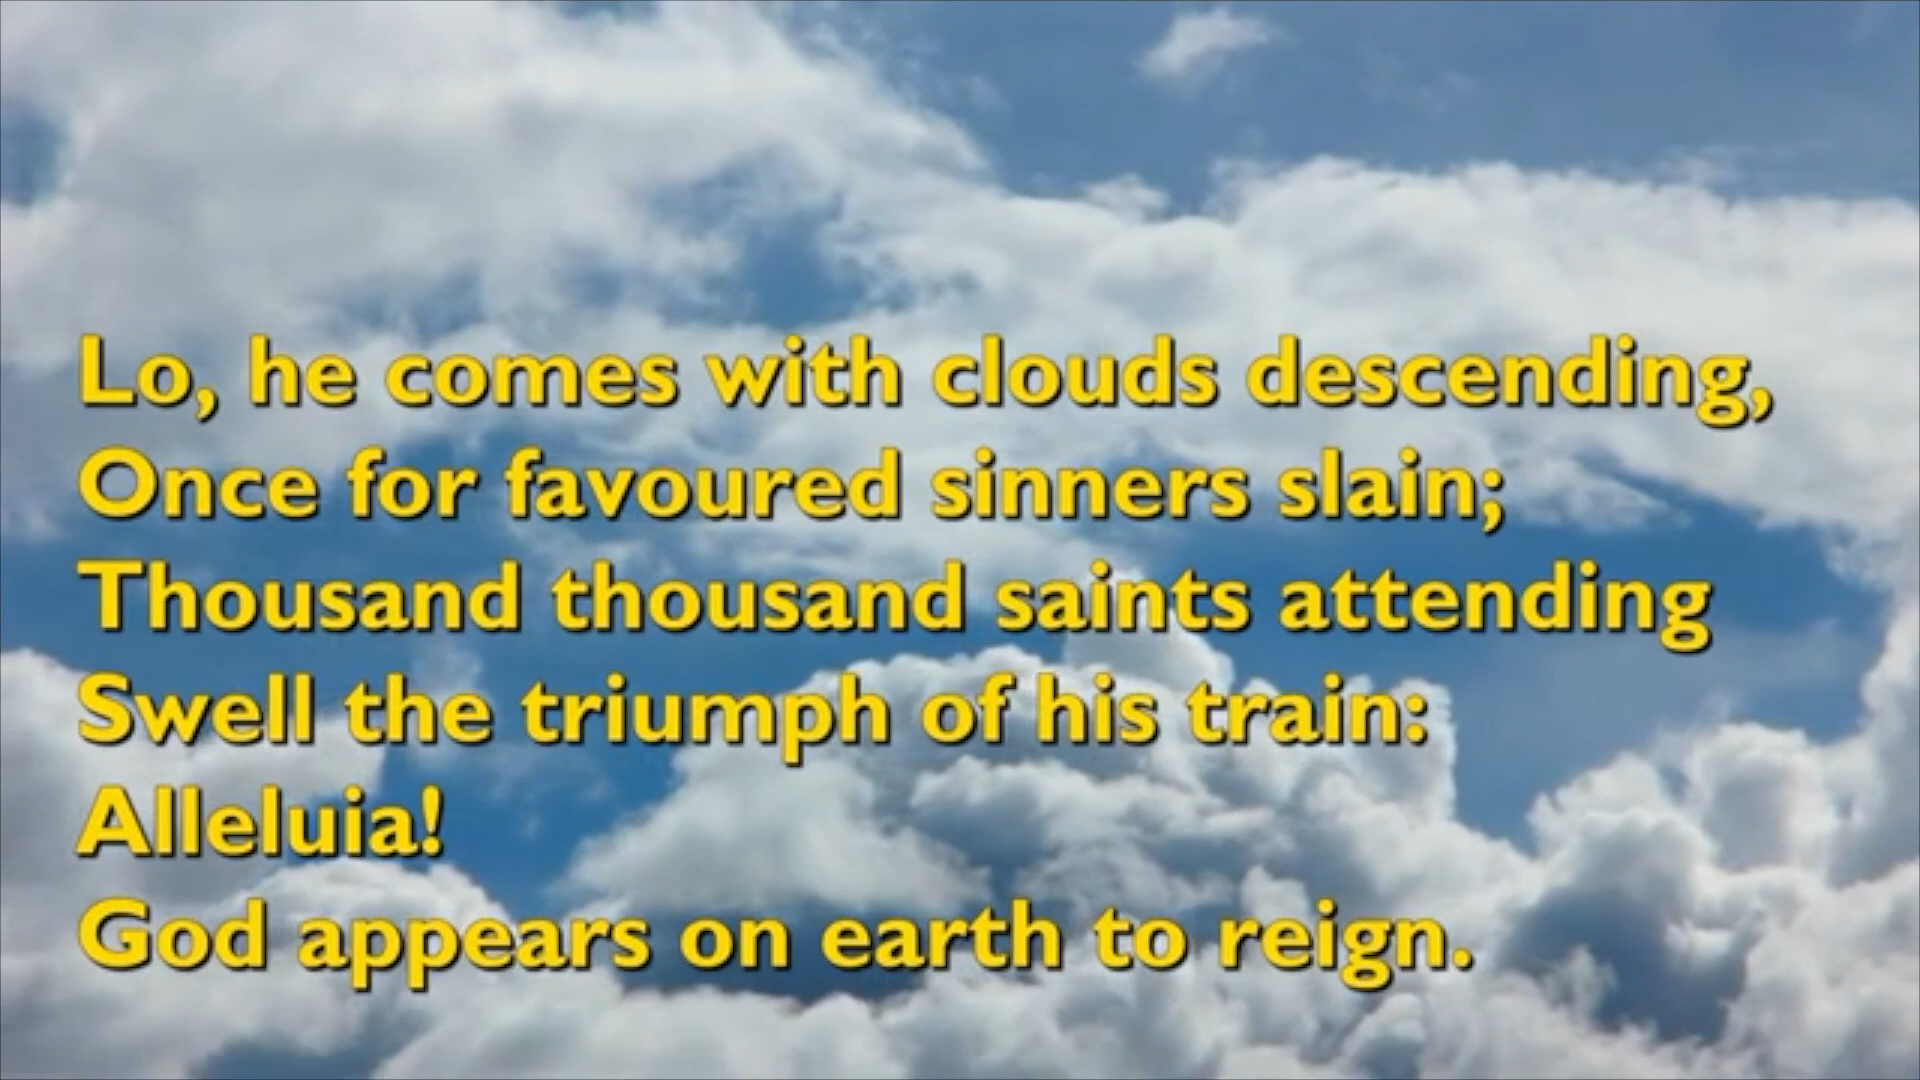 Lo, he comes with clouds descending,
Once for favoured sinners slain;
Thousand thousand saints attending
Swell the triumph of his train:
Alleluia!
God appears on earth to reign.